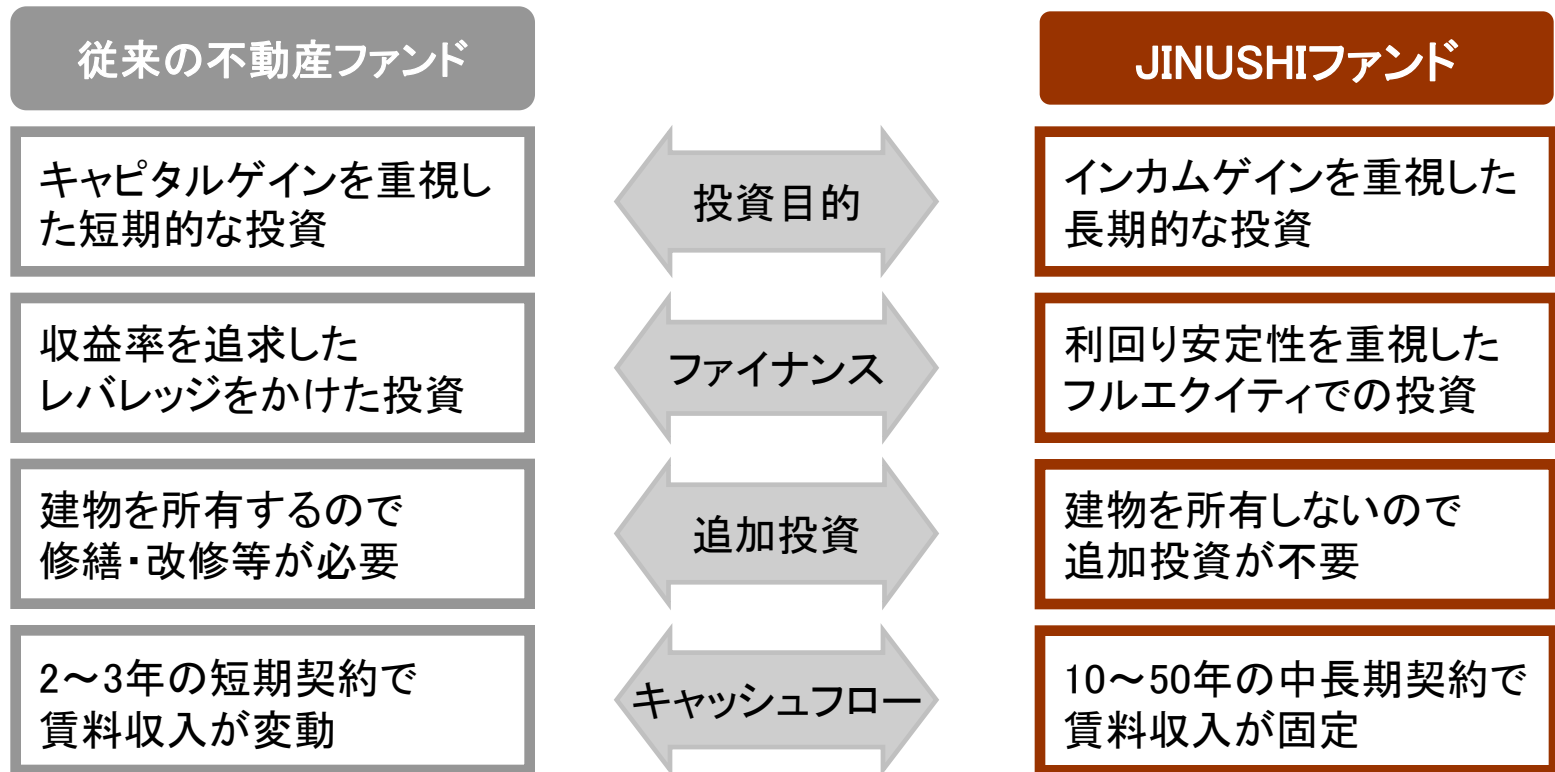 従来の不動産ファンド
JINUSHIファンド
キャピタルゲインを重視し
た短期的な投資
投資目的
インカムゲインを重視した
長期的な投資
収益率を追求した
レバレッジをかけた投資
ファイナンス
利回り安定性を重視した
フルエクイティでの投資
建物を所有するので
修繕・改修等が必要
追加投資
建物を所有しないので
追加投資が不要
2～3年の短期契約で
賃料収入が変動
キャッシュフロー
10～50年の中長期契約で
賃料収入が固定